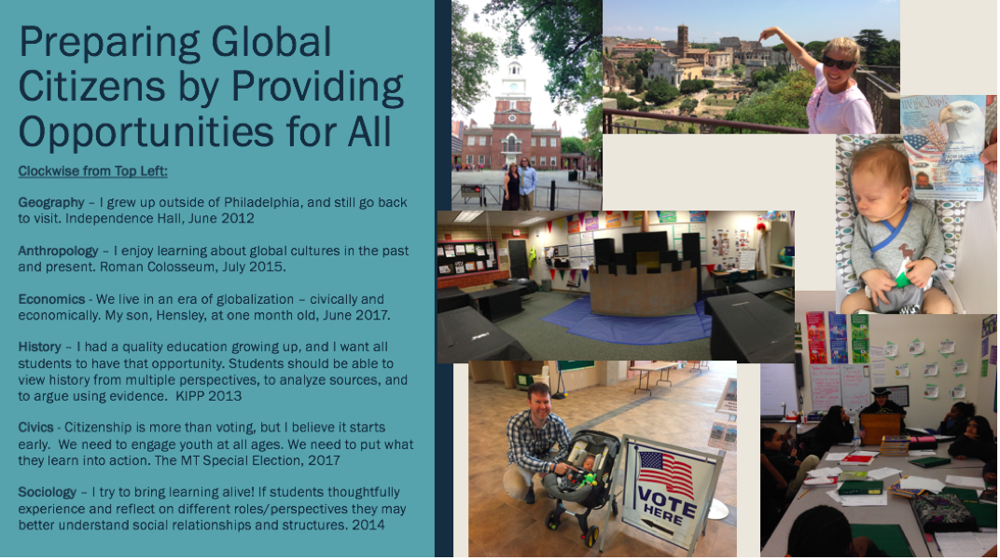 Preparing Global
Citizens by Providing
Opportunities for All
Clockwise from Top Left:
Geography – I grew up outside of Philadelphia, and still go back
to visit. Independence Hall, June 2012
Anthropology – I enjoy learning about global cultures in the past
and present. Roman Colosseum, July 2015.
Economics - We live in an era of globalization – civically and
economically. My son, Hensley, at one month old, June 2017.
History – I had a quality education growing up, and I want all
students to have that opportunity. Students should be able to
view history from multiple perspectives, to analyze sources, and
to argue using evidence.  KIPP 2013
Civics - Citizenship is more than voting, but I believe it starts
early.  We need to engage youth at all ages. We need to put what
they learn into action. The MT Special Election, 2017
Sociology – I try to bring learning alive! If students thoughtfully
experience and reflect on different roles/perspectives they may
better understand social relationships and structures. 2014
We the People
USA
VOTE
HERE